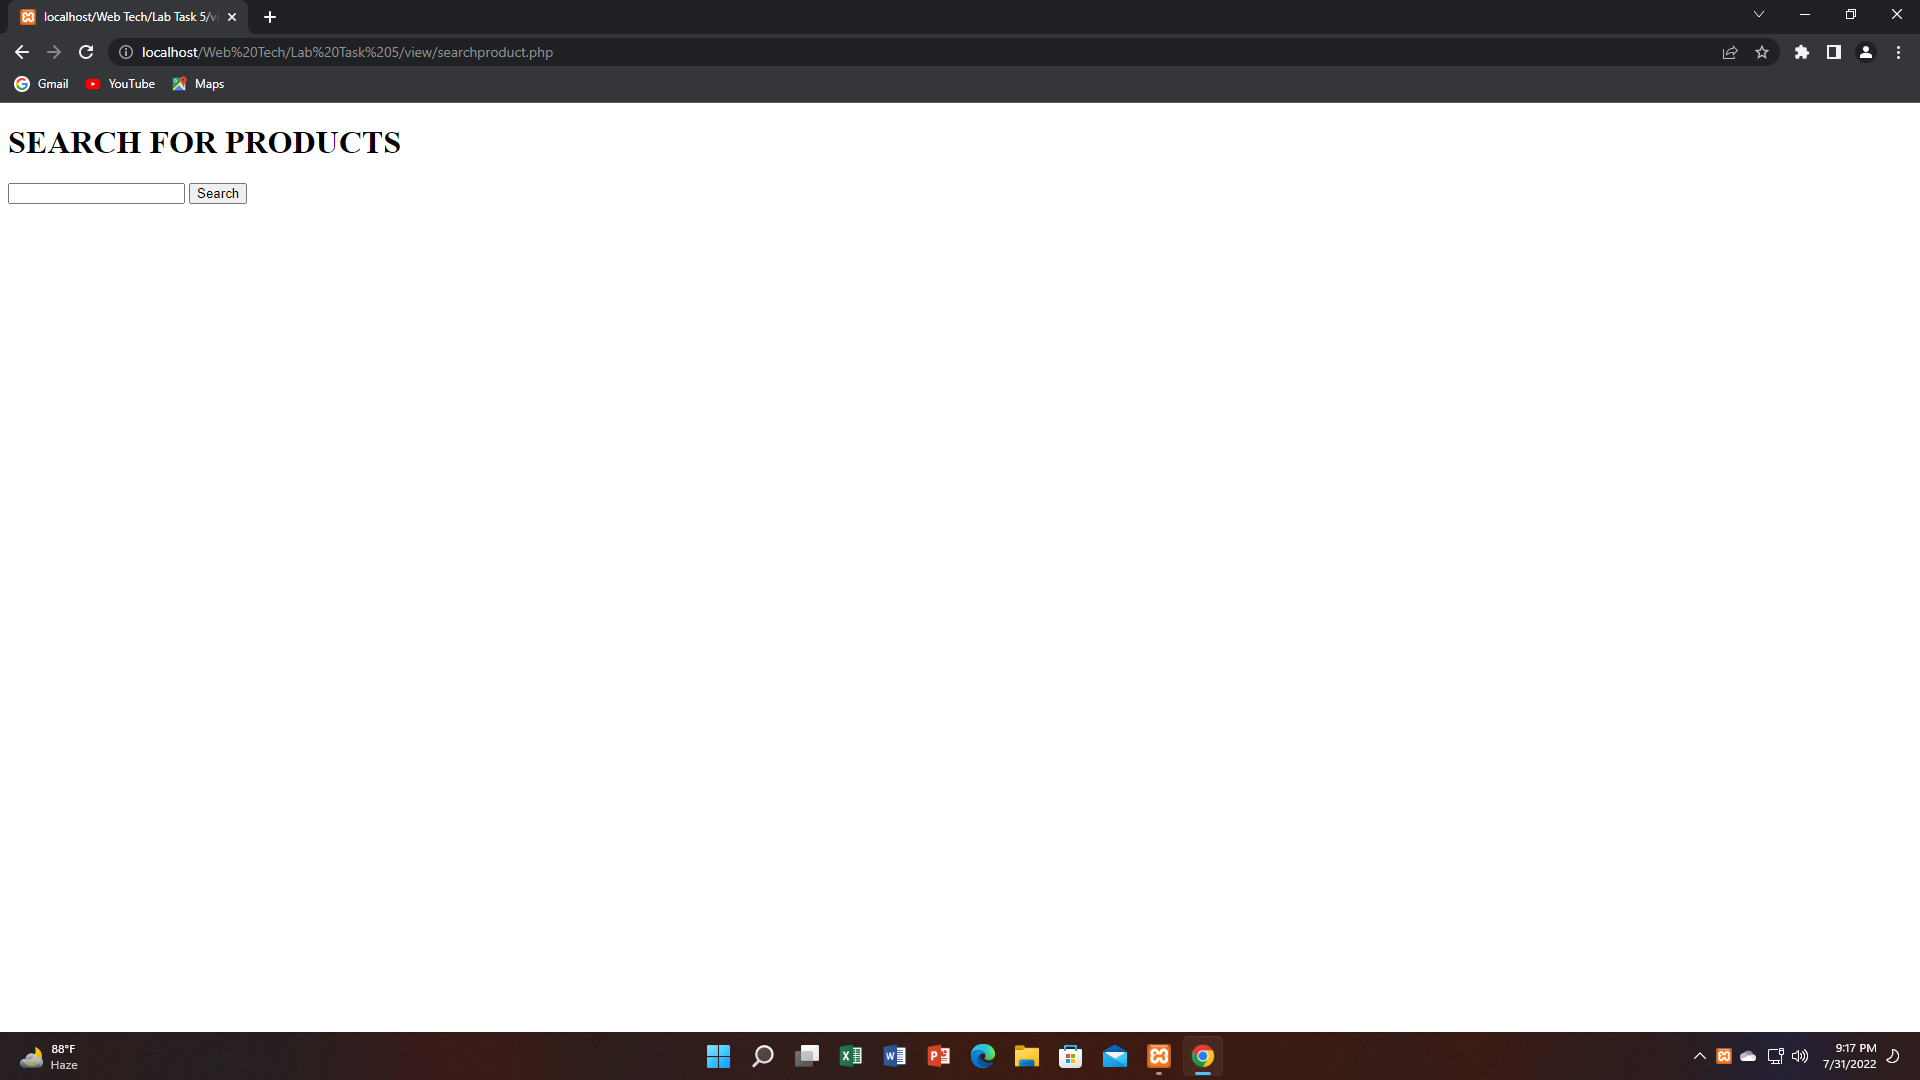 localhost/Web Tech/Lab Task 5/vi
localhost/Web%20Tech/Lab%20Task%205/view/searchproduct.php
Gmail
YouTube
Maps
SEARCH FOR PRODUCTS
Search
88°F
Haze
9:17 PM
7/31/2022